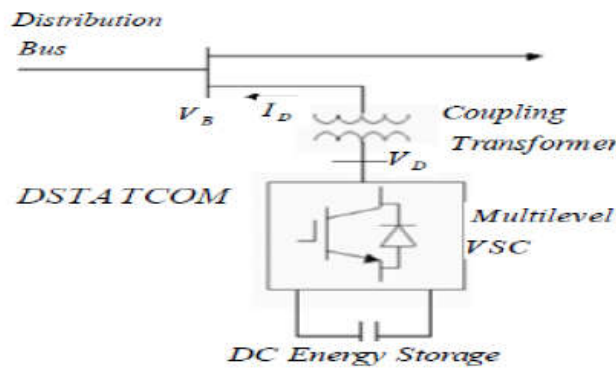 Distribution
Bus
V_B
I_D
Coupling
Transformer
V_D
DSTATCOM
Multilevel
VSC
DC Energy Storage